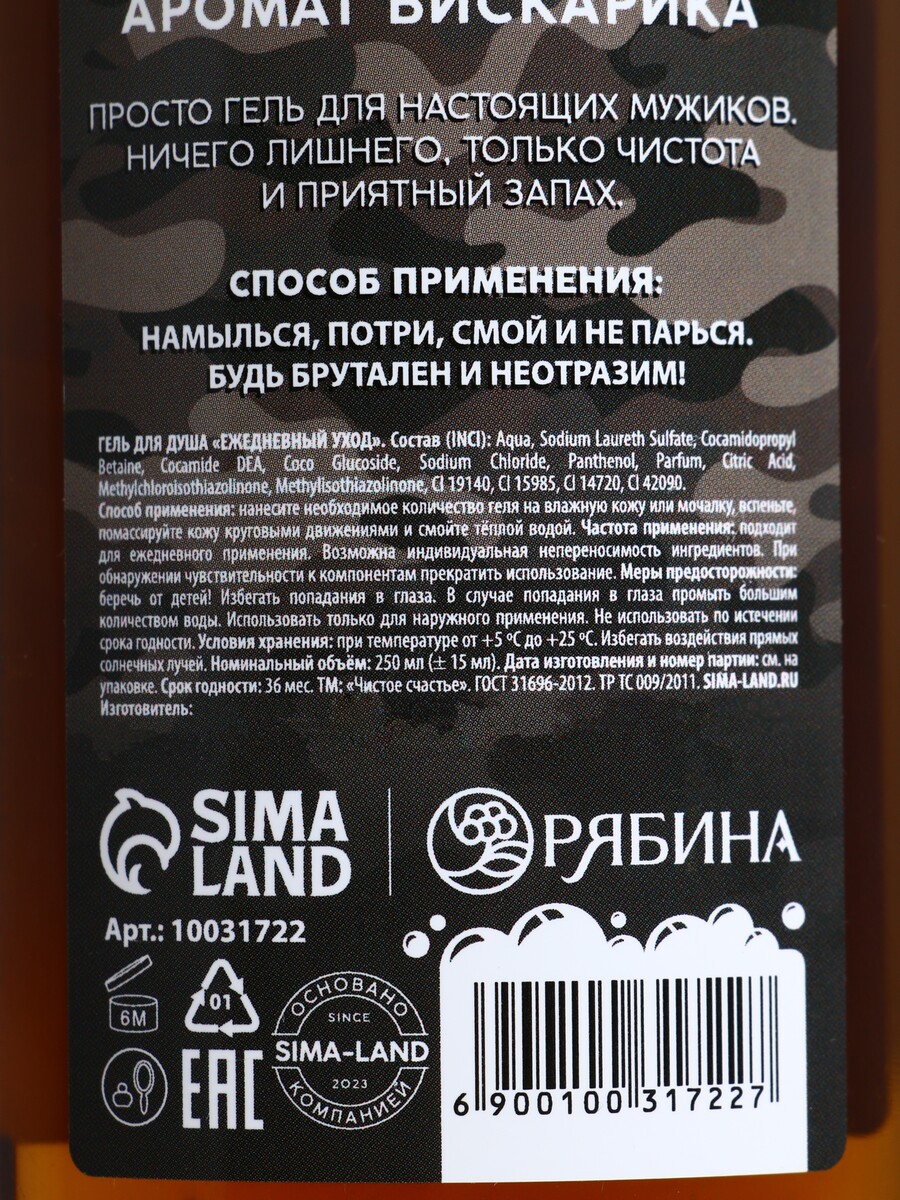 АРОМАТ ВИСКАРИКА
ПРОСТО ГЕЛЬ ДЛЯ НАСТОЯЩИХ МУЖИКОВ.
НИЧЕГО ЛИШНЕГО, ТОЛЬКО ЧИСТОТА
И ПРИЯТНЫЙ ЗАПАХ.
СПОСОБ ПРИМЕНЕНИЯ:
НАМЫЛЬСЯ, ПОТРИ, СМОЙ И НЕ ПАРЬСЯ.
БУДЬ БРУТАЛЕН И НЕОТРАЗИМ!
ГЕЛЬ ДЛЯ ДУША «ЕЖЕДНЕВНЫЙ УХОД». Состав (INCI): Aqua, Sodium Laureth Sulfate, Cocamidopropyl
Betaine, Cocamide DEA, Coco Glucoside, Sodium Chloride, Panthenol, Parfum, Citric Acid,
Methylchloroisothiazolinone, Methylisothiazolinone, CI 19140, CI 15985, CI 14720, CI 42090.
Способ применения: нанесите необходимое количество геля на влажную кожу или мочалку, вспеньте,
помассируйте кожу круговыми движениями и смойте тёплой водой. Частота применения: подходит
для ежедневного применения. Возможна индивидуальная непереносимость ингредиентов. При
обнаружении чувствительности к компонентам прекратить использование. Меры предосторожности:
беречь от детей! Избегать попадания в глаза. В случае попадания в глаза промыть большим
количеством воды. Использовать только для наружного применения. Не использовать по истечении
срока годности. Условия хранения: при температуре от +5 ºC до +25 ºC. Избегать воздействия прямых
солнечных лучей. Номинальный объём: 250 мл (± 15 мл). Дата изготовления и номер партии: см. на
упаковке. Срок годности: 36 мес. ТМ: «Чистое счастье». ГОСТ 31696-2012. ТР ТС 009/2011. SIMA-LAND.RU
Изготовитель:
SIMA
LAND
РЯБИНА
Арт.: 10031722
6M
01
ОСНОВАНО
SINCE
SIMA-LAND
2023
КОМПАНИЕЙ
EAC
6 900100 317227